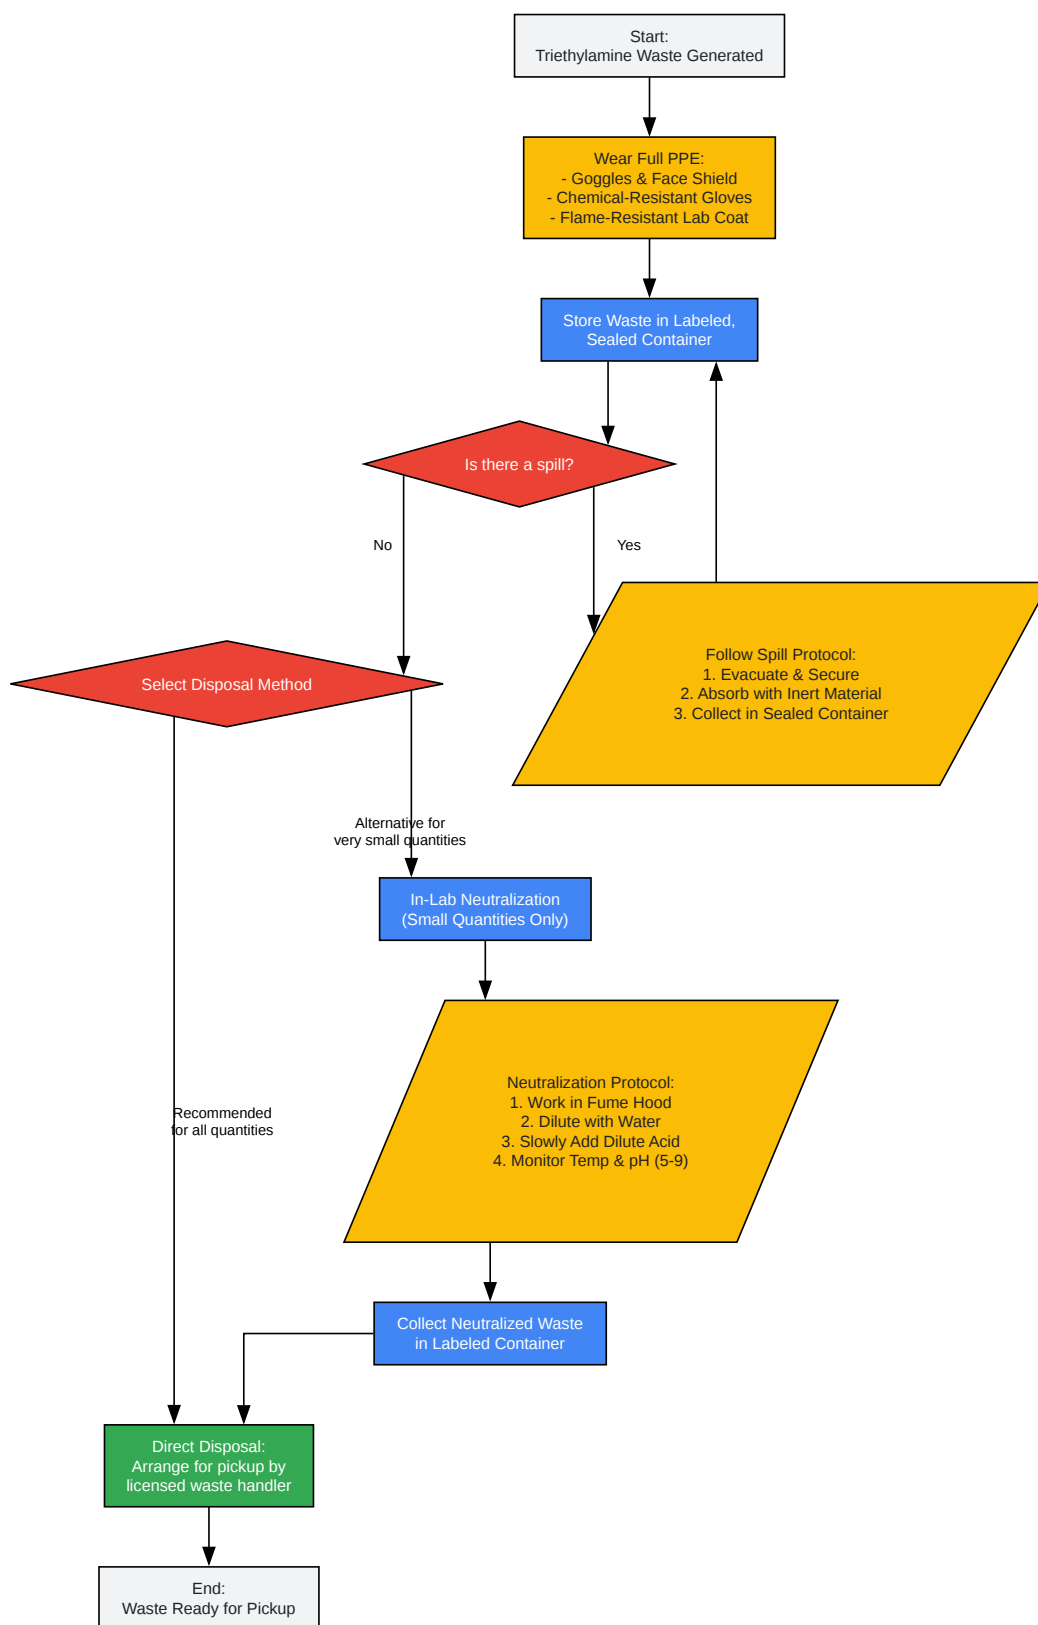 Start:
Triethylamine Waste Generated
Wear Full PPE:
- Goggles & Face Shield
- Chemical-Resistant Gloves
- Flame-Resistant Lab Coat
Store Waste in Labeled,
Sealed Container
Is there a spill?
No
Yes
Follow Spill Protocol:
1. Evacuate & Secure
2. Absorb with Inert Material
3. Collect in Sealed Container
Select Disposal Method
Alternative for
very small quantities
In-Lab Neutralization
(Small Quantities Only)
Neutralization Protocol:
1. Work in Fume Hood
2. Dilute with Water
3. Slowly Add Dilute Acid
4. Monitor Temp & pH (5-9)
Recommended
for all quantities
Collect Neutralized Waste
in Labeled Container
Direct Disposal:
Arrange for pickup by
licensed waste handler
End:
Waste Ready for Pickup